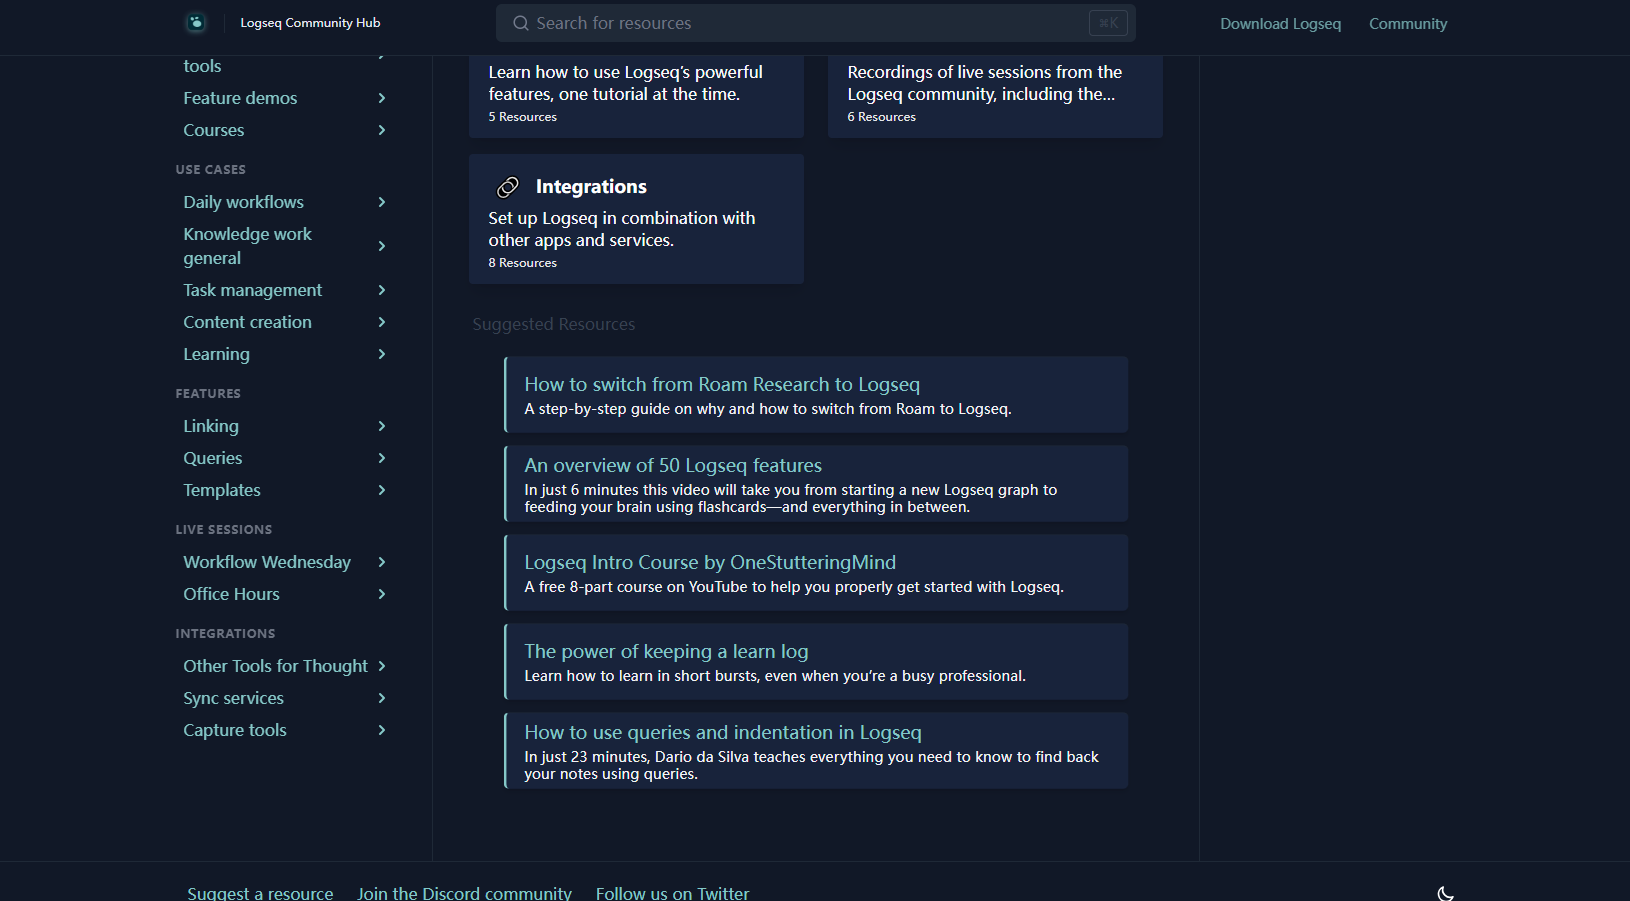 Logseq Community Hub
Search for resources
⌘K
Download Logseq
Community
tools
Feature demos
Courses
USE CASES
Daily workflows
Knowledge work
general
Task management
Content creation
Learning
FEATURES
Linking
Queries
Templates
LIVE SESSIONS
Workflow Wednesday
Office Hours
INTEGRATIONS
Other Tools for Thought
Sync services
Capture tools
Learn how to use Logseq’s powerful
features, one tutorial at the time.
5 Resources
Recordings of live sessions from the
Logseq community, including the...
6 Resources
Integrations
Set up Logseq in combination with
other apps and services.
8 Resources
Suggested Resources
How to switch from Roam Research to Logseq
A step-by-step guide on why and how to switch from Roam to Logseq.
An overview of 50 Logseq features
In just 6 minutes this video will take you from starting a new Logseq graph to
feeding your brain using flashcards—and everything in between.
Logseq Intro Course by OneStutteringMind
A free 8-part course on YouTube to help you properly get started with Logseq.
The power of keeping a learn log
Learn how to learn in short bursts, even when you’re a busy professional.
How to use queries and indentation in Logseq
In just 23 minutes, Dario da Silva teaches everything you need to know to find back
your notes using queries.
Suggest a resource
Join the Discord community
Follow us on Twitter